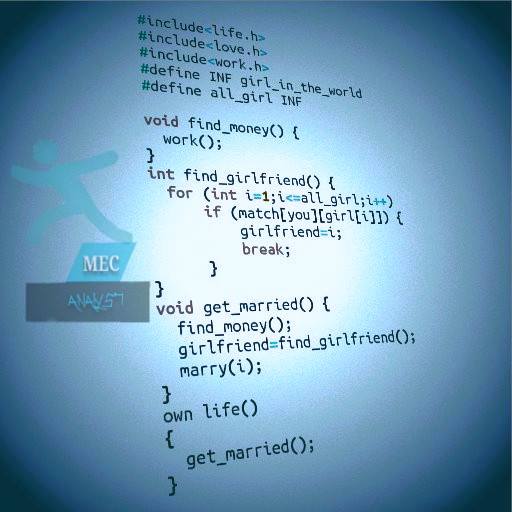 #include<life.h>
#include<love.h>
#include<work.h>
#define INF girl_in_the_world
#define all_girl INF
void find_money() {
work();
}
int find_girlfriend() {
for (int i=1;i<=all_girl;i++)
if (match[you][girl[i]]) {
girlfriend=i;
break;
}
}
void get_married() {
find_money();
girlfriend=find_girlfriend();
marry(i);
}
own life()
{
get_married();
}
MEC
ANALYST